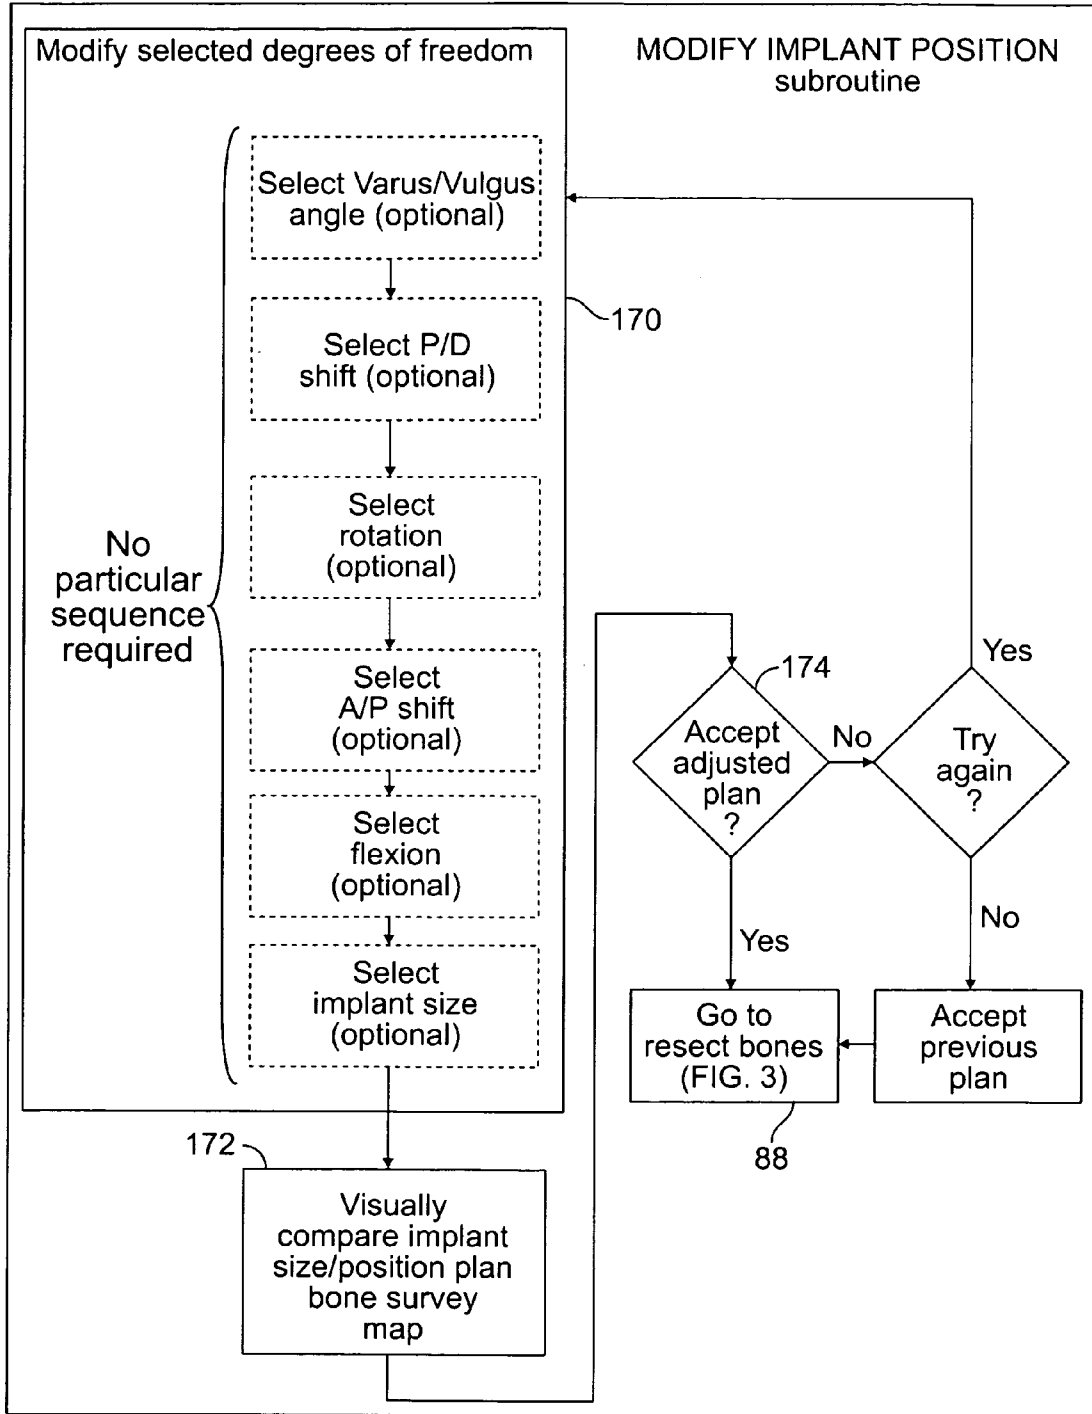 Modify selected degrees of freedom
MODIFY IMPLANT POSITION
subroutine
Select Varus/Vulgus
angle (optional)
170
Select P/D
shift (optional)
Select
rotation
(optional)
No
particular
sequence
required
Select
A/P shift
(optional)
Select
flexion
(optional)
Select
implant size
(optional)
172
Visually
compare implant
size/position plan
bone survey
map
174
Accept
adjusted
plan
?
No
Yes
Try
again
?
Yes
No
Go to
resect bones
(FIG. 3)
88
Accept
previous
plan